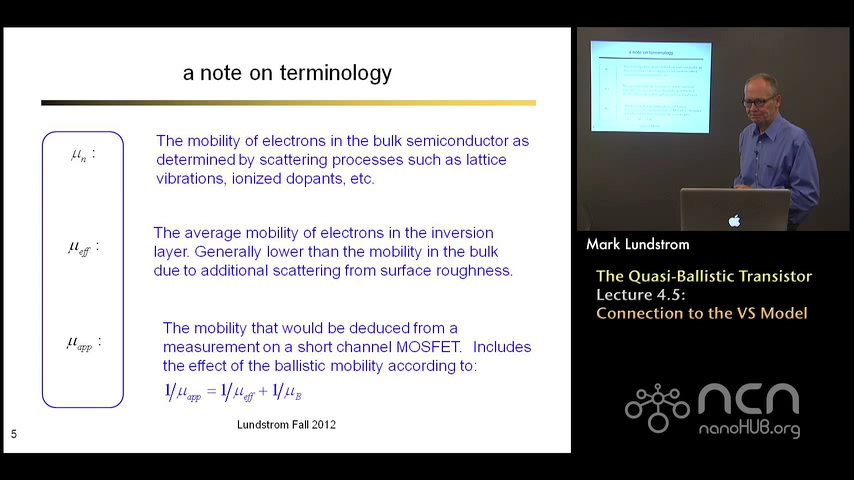 a note on terminology
μn :
The mobility of electrons in the bulk semiconductor as
determined by scattering processes such as lattice
vibrations, ionized dopants, etc.
μeff :
The average mobility of electrons in the inversion
layer. Generally lower than the mobility in the bulk
due to additional scattering from surface roughness.
μapp :
The mobility that would be deduced from a
measurement on a short channel MOSFET. Includes
the effect of the ballistic mobility according to:
1/μapp = 1/μeff + 1/μB
Lundstrom Fall 2012
5
a note on terminology
Mark Lundstrom
The Quasi-Ballistic Transistor
Lecture 4.5:
Connection to the VS Model
ncn
nanoHUB.org